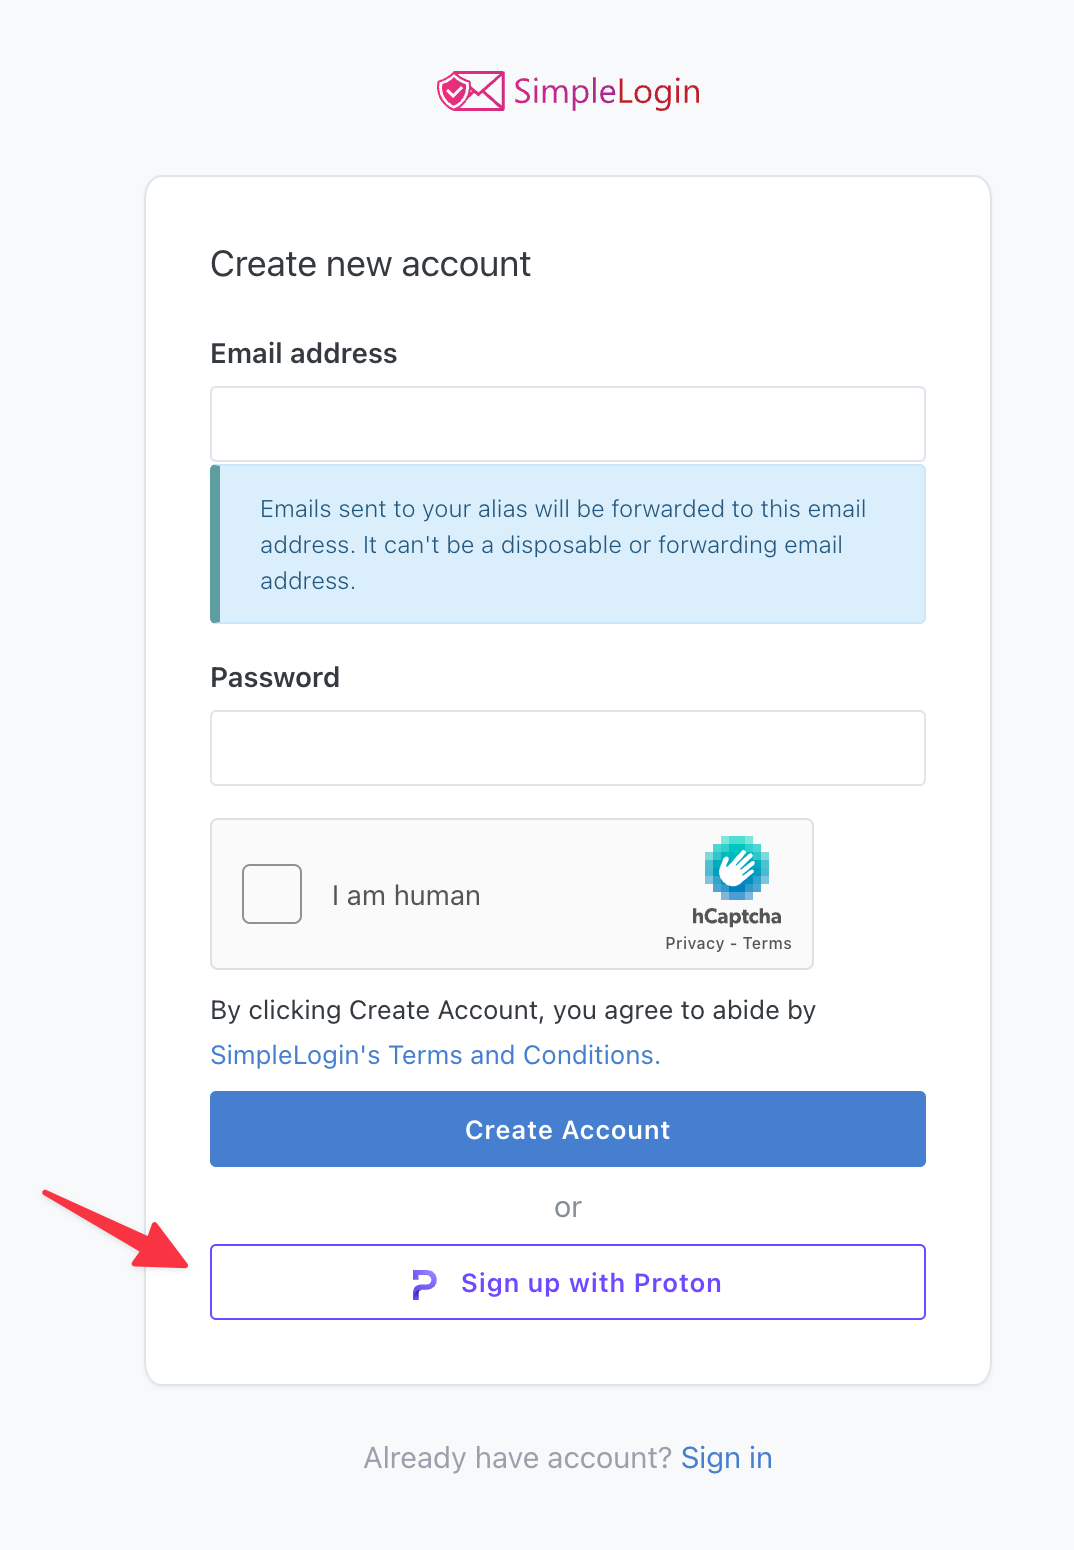 SimpleLogin
Create new account
Email address
Emails sent to your alias will be forwarded to this email
address. It can't be a disposable or forwarding email
address.
Password
I am human
hCaptcha
Privacy - Terms
By clicking Create Account, you agree to abide by
SimpleLogin's Terms and Conditions.
Create Account
or
Sign up with Proton
Already have account? Sign in